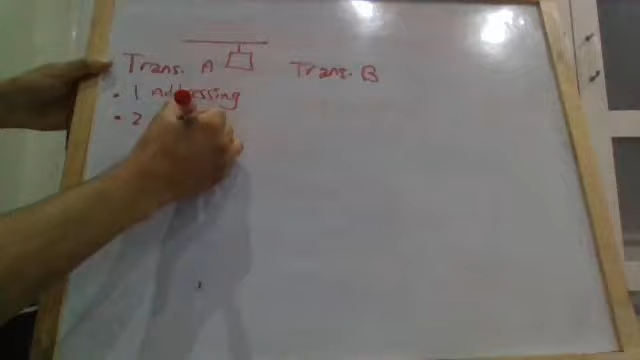 Trans. A Trans. B
• 1 Addressing
• 2